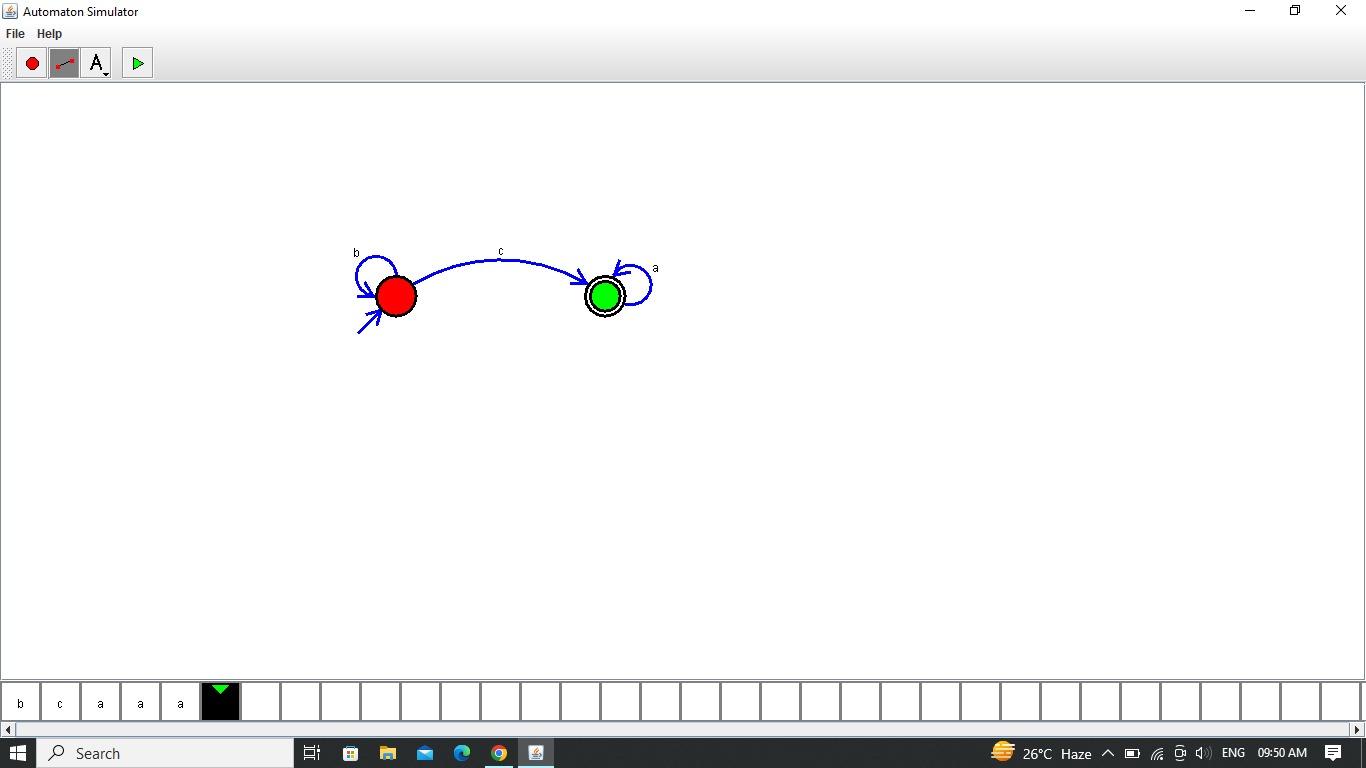 Automaton Simulator
File Help
A
b
c
a
b c a a a
Search
26°C Haze
ENG
09:50 AM